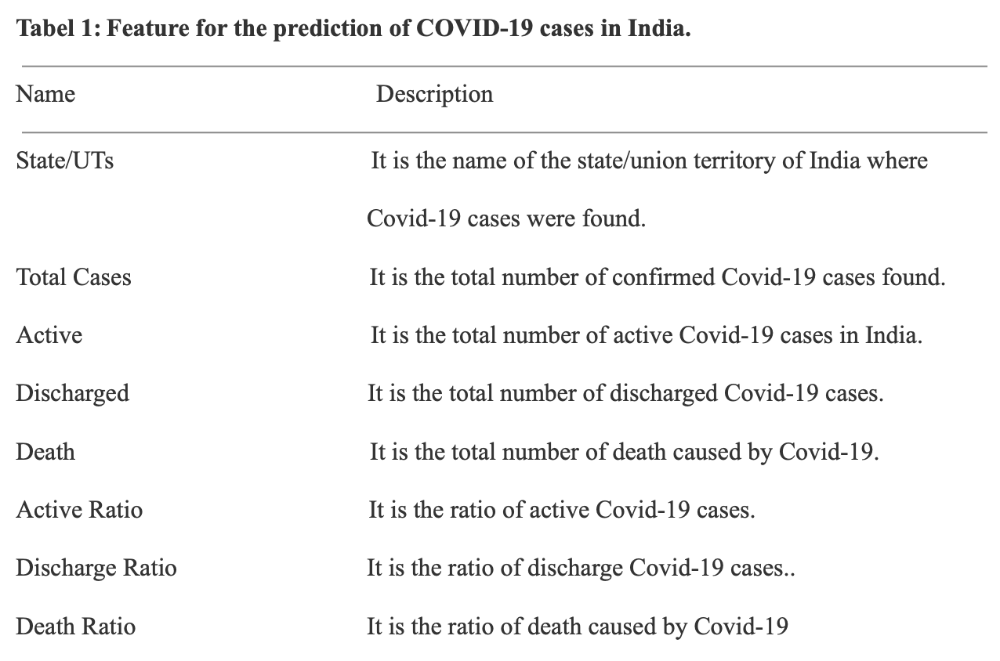 Tabel 1: Feature for the prediction of COVID-19 cases in India.
Name Description
State/UTs It is the name of the state/union territory of India where
Covid-19 cases were found.
Total Cases It is the total number of confirmed Covid-19 cases found.
Active It is the total number of active Covid-19 cases in India.
Discharged It is the total number of discharged Covid-19 cases.
Death It is the total number of death caused by Covid-19.
Active Ratio It is the ratio of active Covid-19 cases.
Discharge Ratio It is the ratio of discharge Covid-19 cases..
Death Ratio It is the ratio of death caused by Covid-19